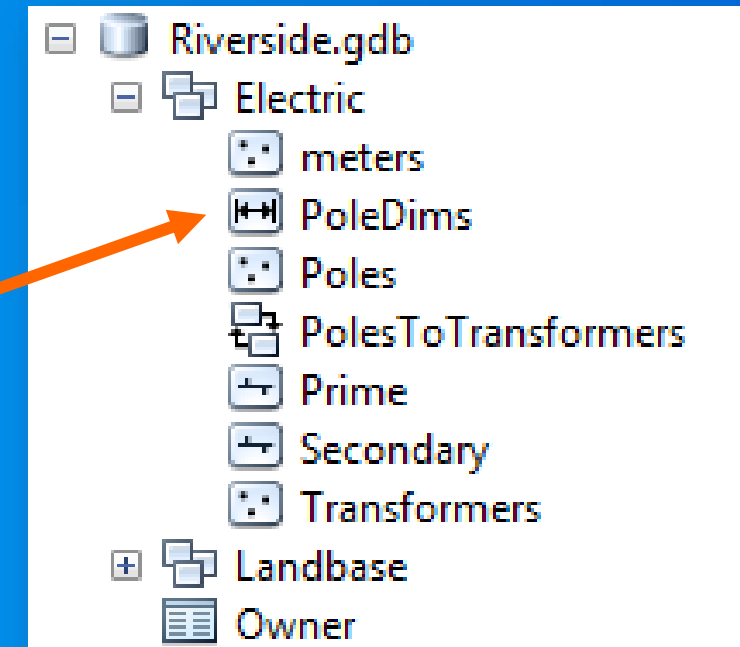 Riverside.gdb
Electric
meters
PoleDims
Poles
PolesToTransformers
Prime
Secondary
Transformers
Landbase
Owner